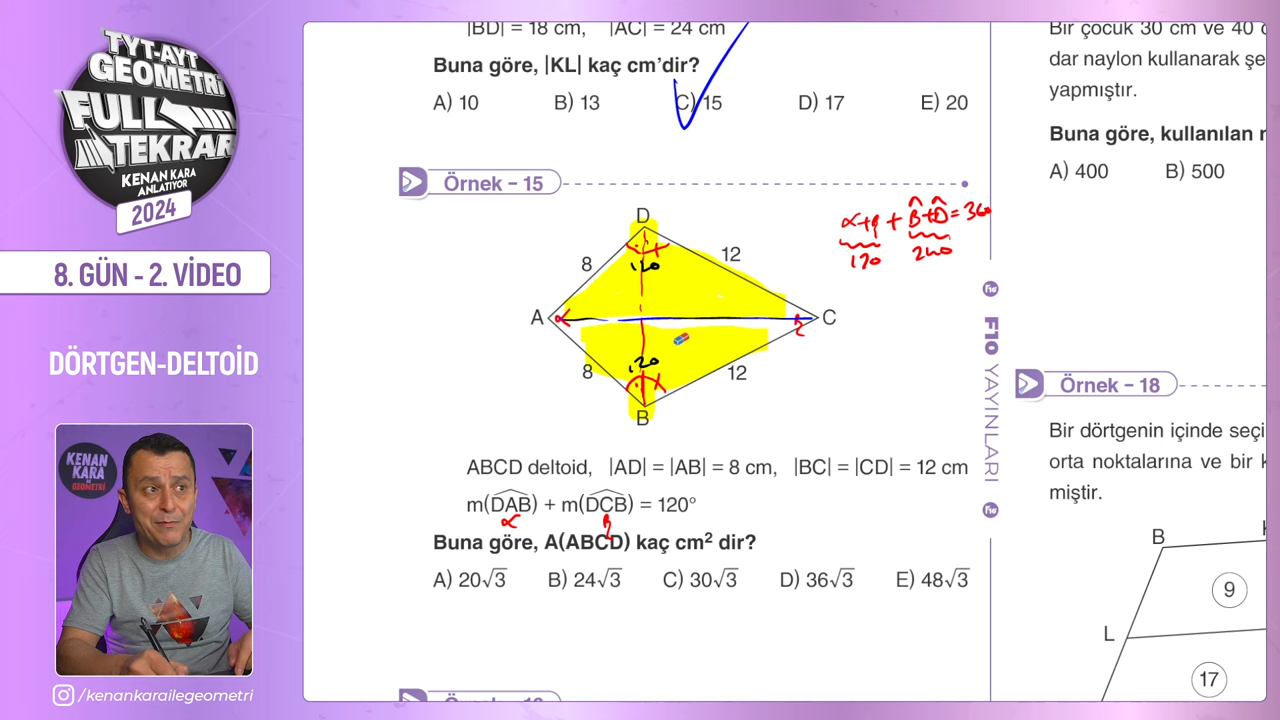 TYT-AYT
GEOMETRİ
FULL
TEKRAR
KENAN KARA
ANLATIYOR
2024
8. GÜN - 2. VİDEO
DÖRTGEN-DELTOİD
KENAN
KARA
İLE GEOMETRİ
/kenankarailegeometri
|BD| = 18 cm, |AC| = 24 cm
Buna göre, |KL| kaç cm'dir?
A) 10 B) 13 C) 15 D) 17 E) 20
Örnek – 15
D
8 12
120
A α C
120
8 12
B
α + β + B̂ + D̂ = 360
120 240
ABCD deltoid, |AD| = |AB| = 8 cm, |BC| = |CD| = 12 cm
m(DAB) + m(DCB) = 120°
α β
Buna göre, A(ABCD) kaç cm² dir?
A) 20√3 B) 24√3 C) 30√3 D) 36√3 E) 48√3
F10 YAYINLARI
Bir çocuk 30 cm ve 40
dar naylon kullanarak şe
yapmıştır.
Buna göre, kullanılan
A) 400 B) 500
Örnek – 18
Bir dörtgenin içinde seçi
orta noktalarına ve bir k
miştir.
B
9
L
17